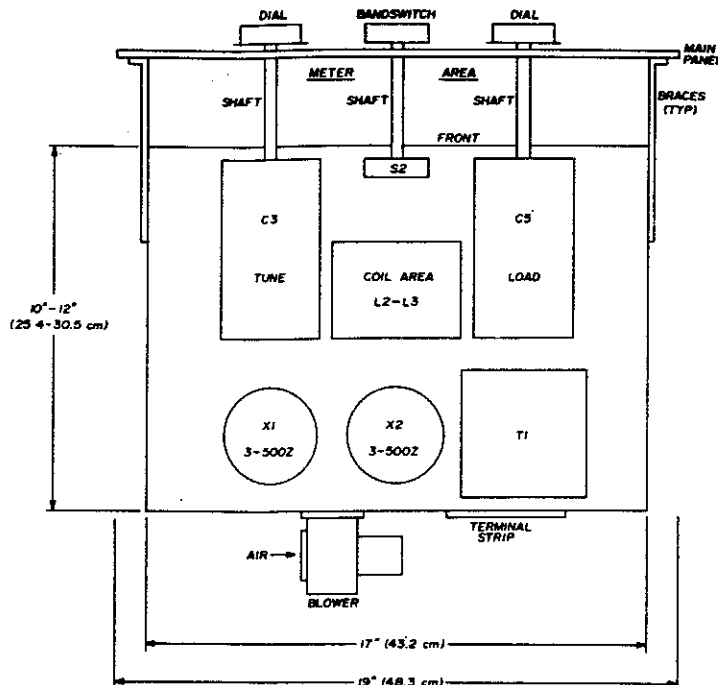 DIAL
BANDSWITCH
DIAL
MAIN
PANEL
METER
AREA
SHAFT
SHAFT
SHAFT
BRACES
(TYP)
FRONT
S2
C3
TUNE
C5
LOAD
COIL AREA
L2-L3
10"-12"
(25 4-30.5 cm)
X1
3-500Z
X2
3-500Z
T1
TERMINAL
STRIP
AIR
BLOWER
17" (43.2 cm)
19" (48.3 cm)